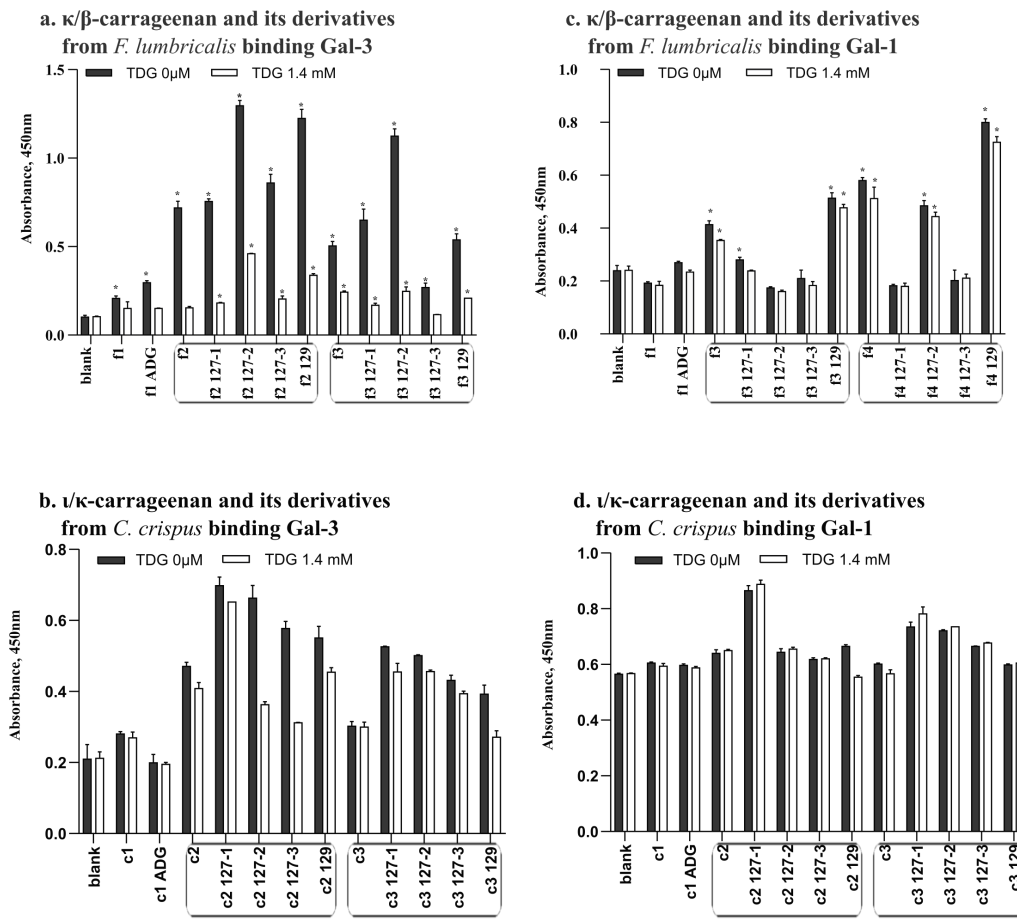 a. κ/β-carrageenan and its derivatives
from F. lumbricalis binding Gal-3
TDG 0μM TDG 1.4 mM
Absorbance, 450nm
1.5
1.0
0.5
0.0
blank
f1
f1 ADG
f2
f2 127-1
f2 127-2
f2 127-3
f2 129
f3
f3 127-1
f3 127-2
f3 127-3
f3 129
c. κ/β-carrageenan and its derivatives
from F. lumbricalis binding Gal-1
TDG 0μM TDG 1.4 mM
Absorbance, 450nm
1.0
0.8
0.6
0.4
0.2
0.0
blank
f1
f1 ADG
f3
f3 127-1
f3 127-2
f3 127-3
f3 129
f4
f4 127-1
f4 127-2
f4 127-3
f4 129
b. ι/κ-carrageenan and its derivatives
from C. crispus binding Gal-3
TDG 0μM TDG 1.4 mM
Absorbance, 450nm
0.8
0.6
0.4
0.2
0.0
blank
c1
c1 ADG
c2
c2 127-1
c2 127-2
c2 127-3
c2 129
c3
c3 127-1
c3 127-2
c3 127-3
c3 129
d. ι/κ-carrageenan and its derivatives
from C. crispus binding Gal-1
TDG 0μM TDG 1.4 mM
Absorbance, 450nm
1.0
0.8
0.6
0.4
0.2
0.0
blank
c1
c1 ADG
c2
c2 127-1
c2 127-2
c2 127-3
c2 129
c3
c3 127-1
c3 127-2
c3 127-3
c3 129